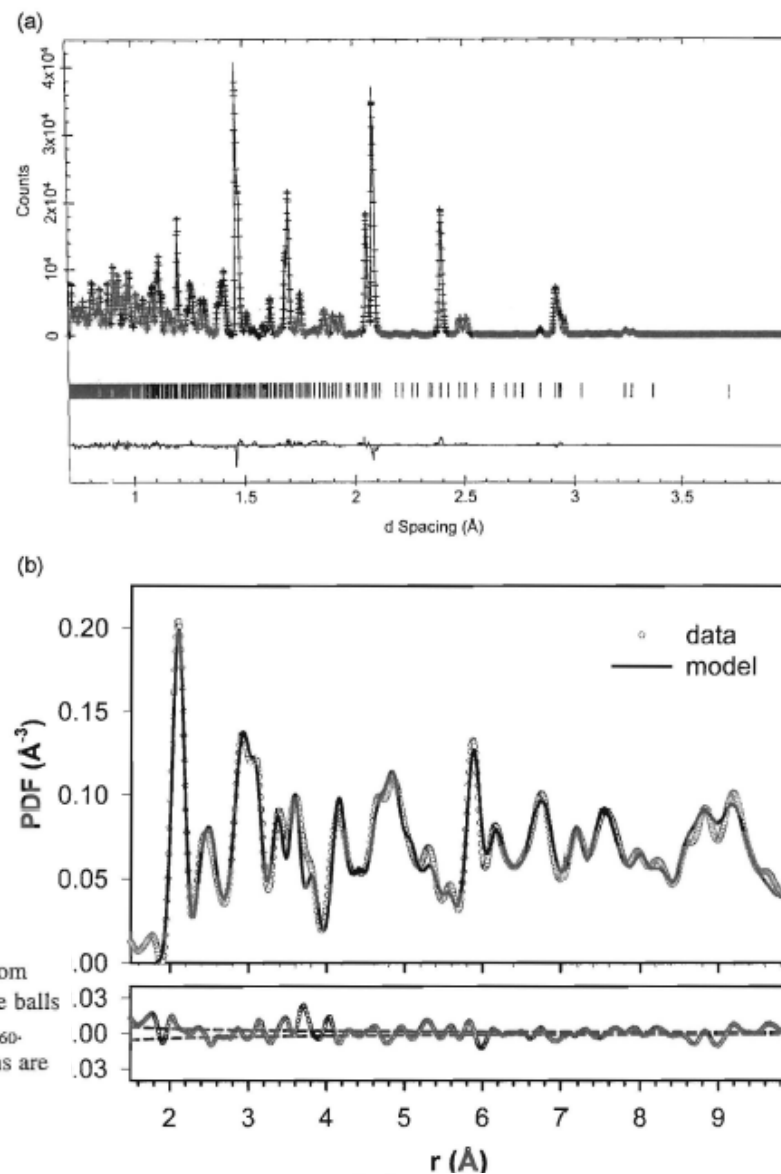 (a)
4x10⁴
3x10⁴
2x10⁴
10⁴
0
Counts
1
1.5
2
2.5
3
3.5
d Spacing (Å)
(b)
data
model
0.20
0.15
0.10
0.05
.00
PDF (Å⁻³)
.03
.00
.03
2
3
4
5
6
7
8
9
r (Å)
om
e balls
60.
ns are